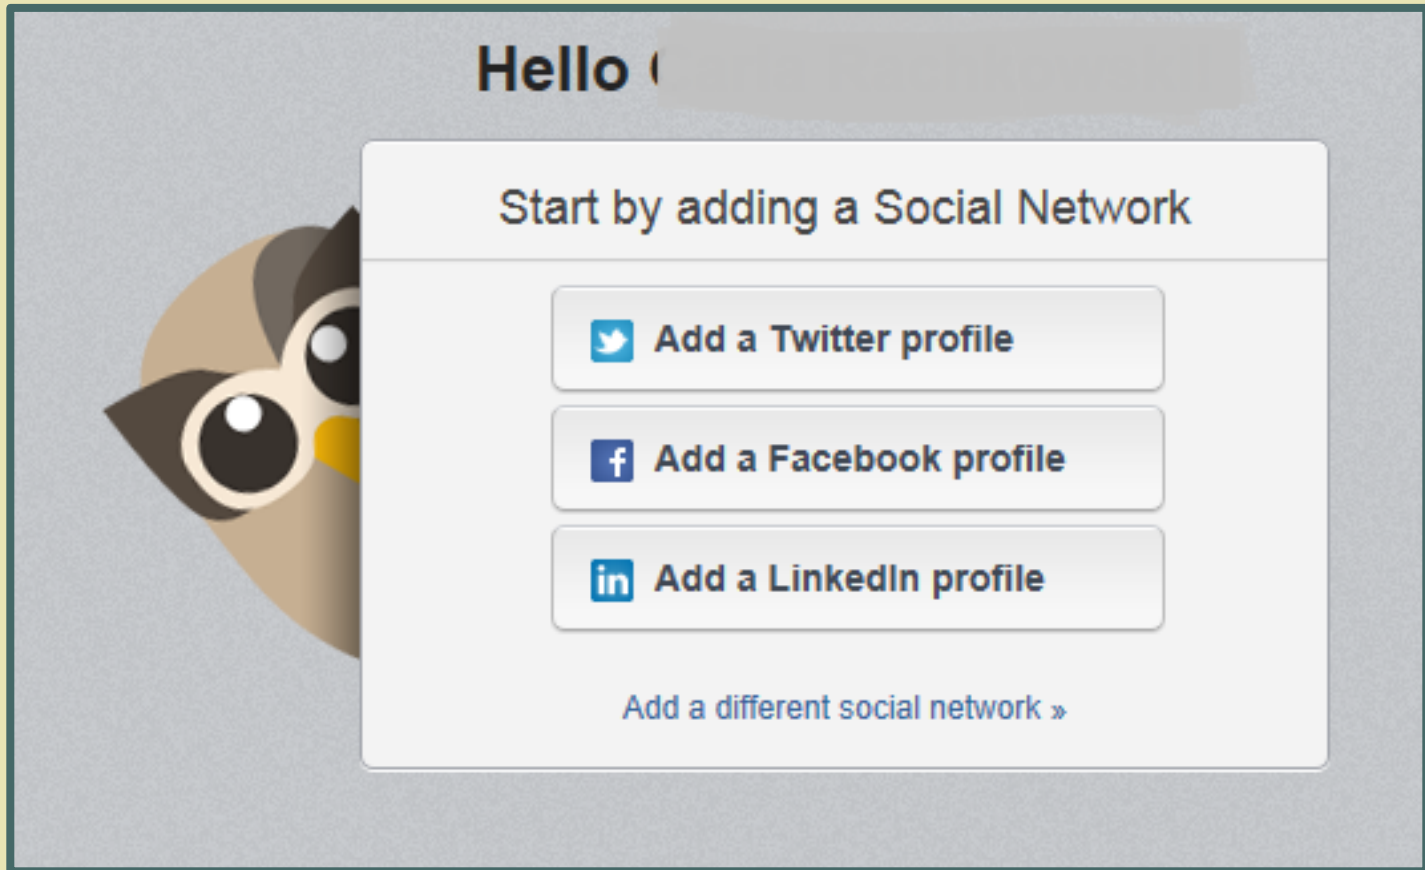 Hello
Start by adding a Social Network
Add a Twitter profile
Add a Facebook profile
Add a LinkedIn profile
Add a different social network »